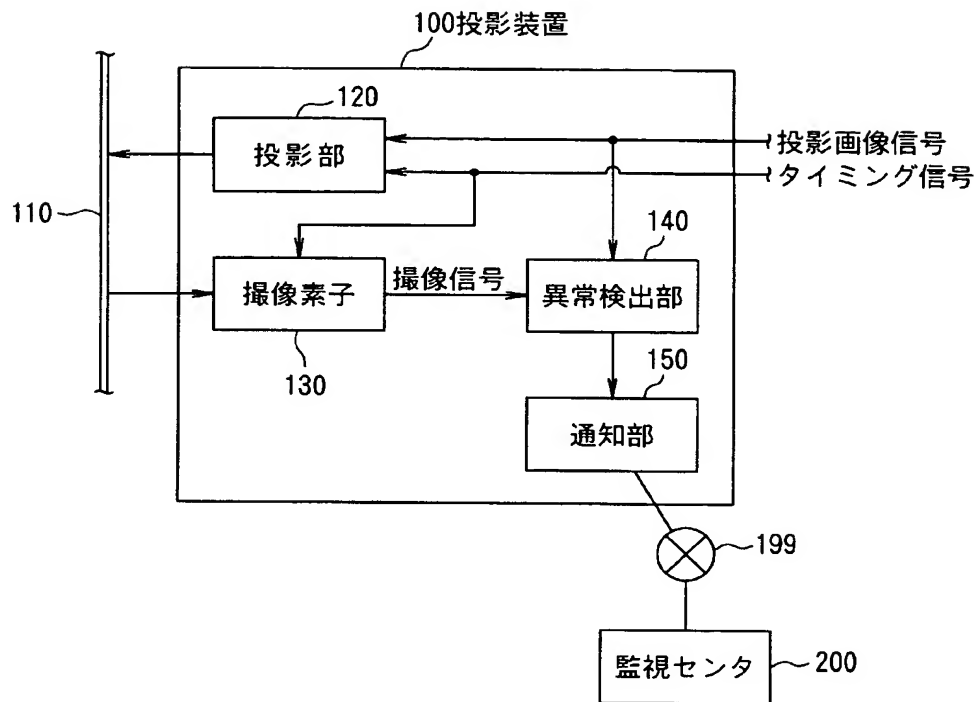 100投影装置
120
投影部
投影画像信号
タイミング信号
110
140
撮像素子
撮像信号
異常検出部
130
150
通知部
199
監視センタ
200